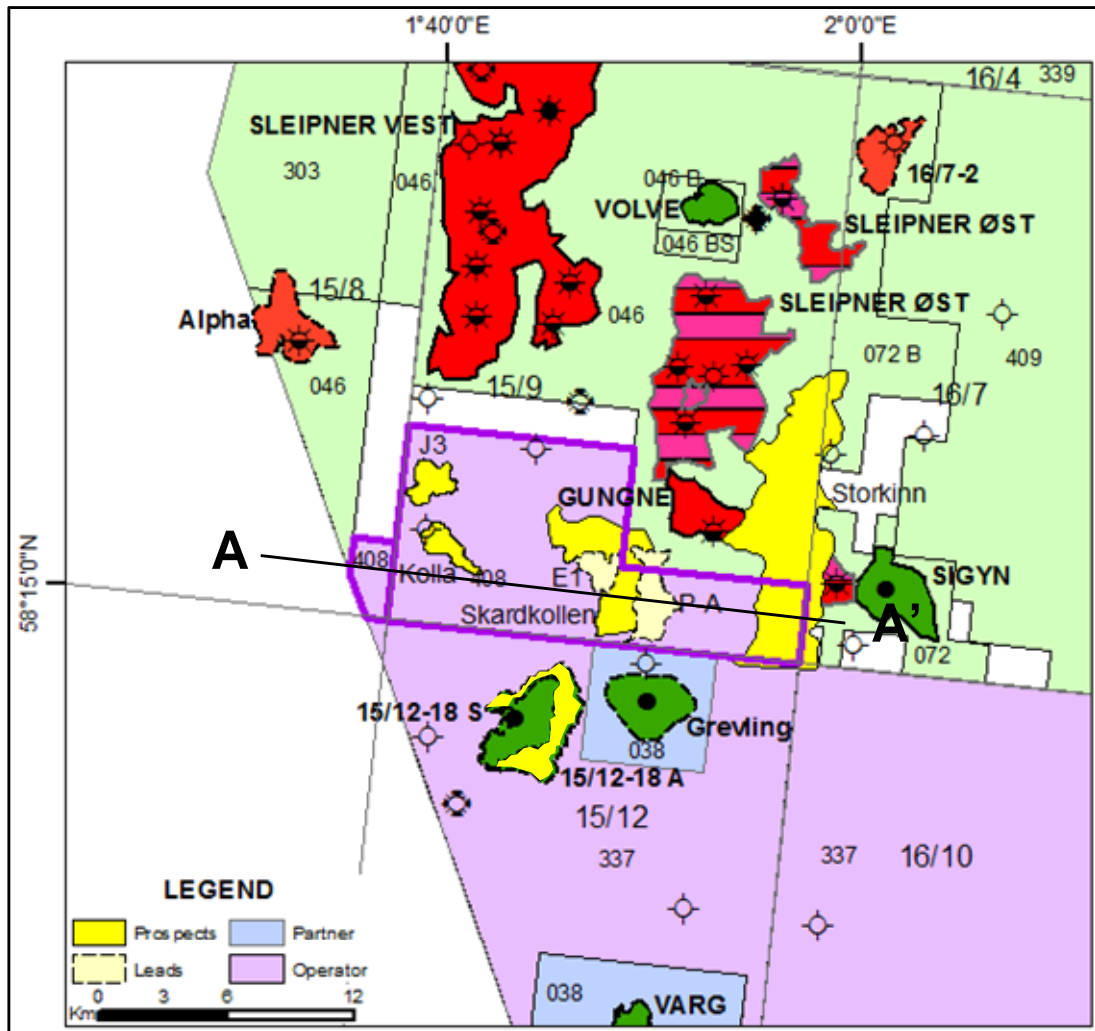 1°40'0"E
2°0'0"E
16/4
339
SLEIPNER VEST
303
046
046 B
16/7-2
VOLVE
SLEIPNER ØST
046 BS
15/8
SLEIPNER ØST
Alpha
046
409
072 B
046
15/9
16/7
J3
GUNGNE
Storkinn
A
408
Kolla
408
E1
SIGYN
58°15'0"N
Skardkollen
P-A
A'
072
15/12-18 S
Grevling
038
15/12-18 A
15/12
337
337
16/10
LEGEND
Prospects
Partner
Leads
Operator
0 3 6 12
Km
038
VARG